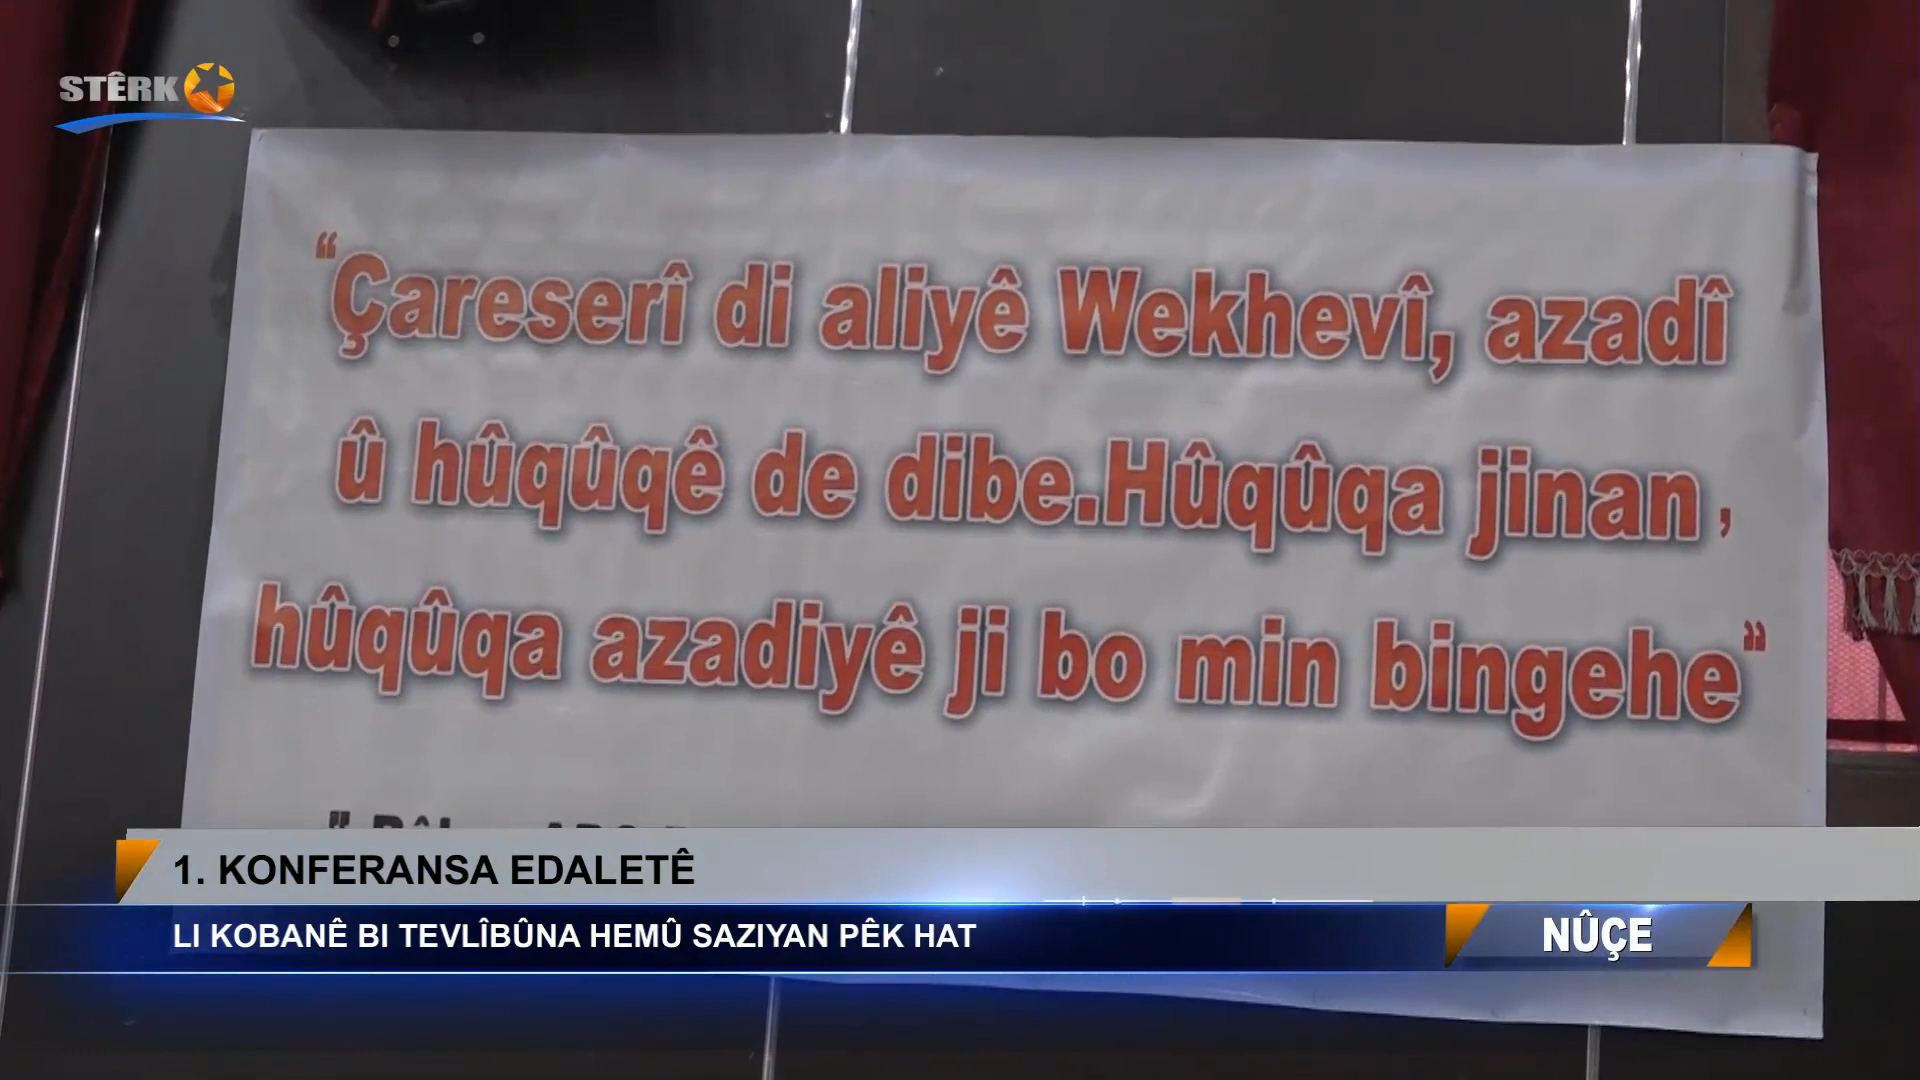 STÊRK
“Çareserî di aliyê Wekhevî, azadî
û hûqûqê de dibe.Hûqûqa jinan ,
hûqûqa azadiyê ji bo min bingehe”
1. KONFERANSA EDALETÊ
LI KOBANÊ BI TEVLÎBÛNA HEMÛ SAZIYAN PÊK HAT
NÛÇE